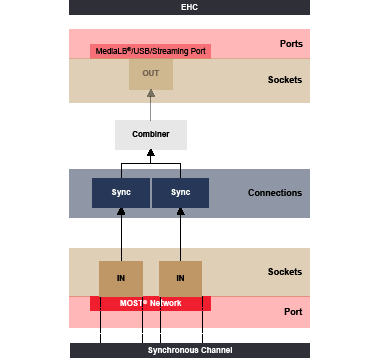 EHC
Ports
MediaLB®/USB/Streaming Port
OUT
Sockets
Combiner
Sync Sync Connections
Sockets
IN IN
MOST® Network
Port
Synchronous Channel